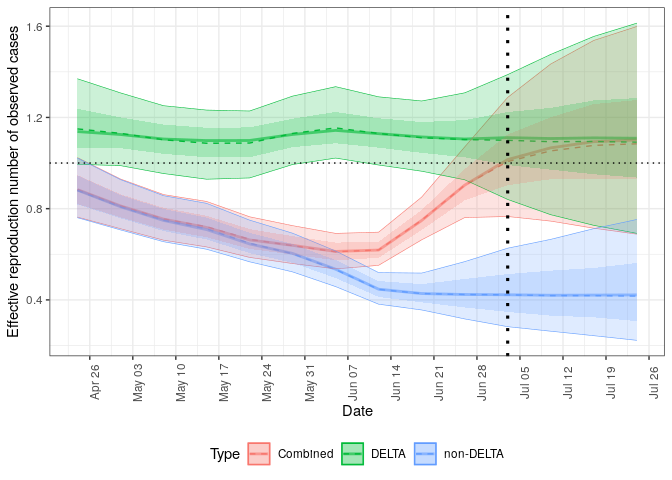 Effective reproduction number of observed cases
1.6
1.2
0.8
0.4
Apr 26
May 03
May 10
May 17
May 24
May 31
Jun 07
Jun 14
Jun 21
Jun 28
Jul 05
Jul 12
Jul 19
Jul 26
Date
Type Combined DELTA non-DELTA